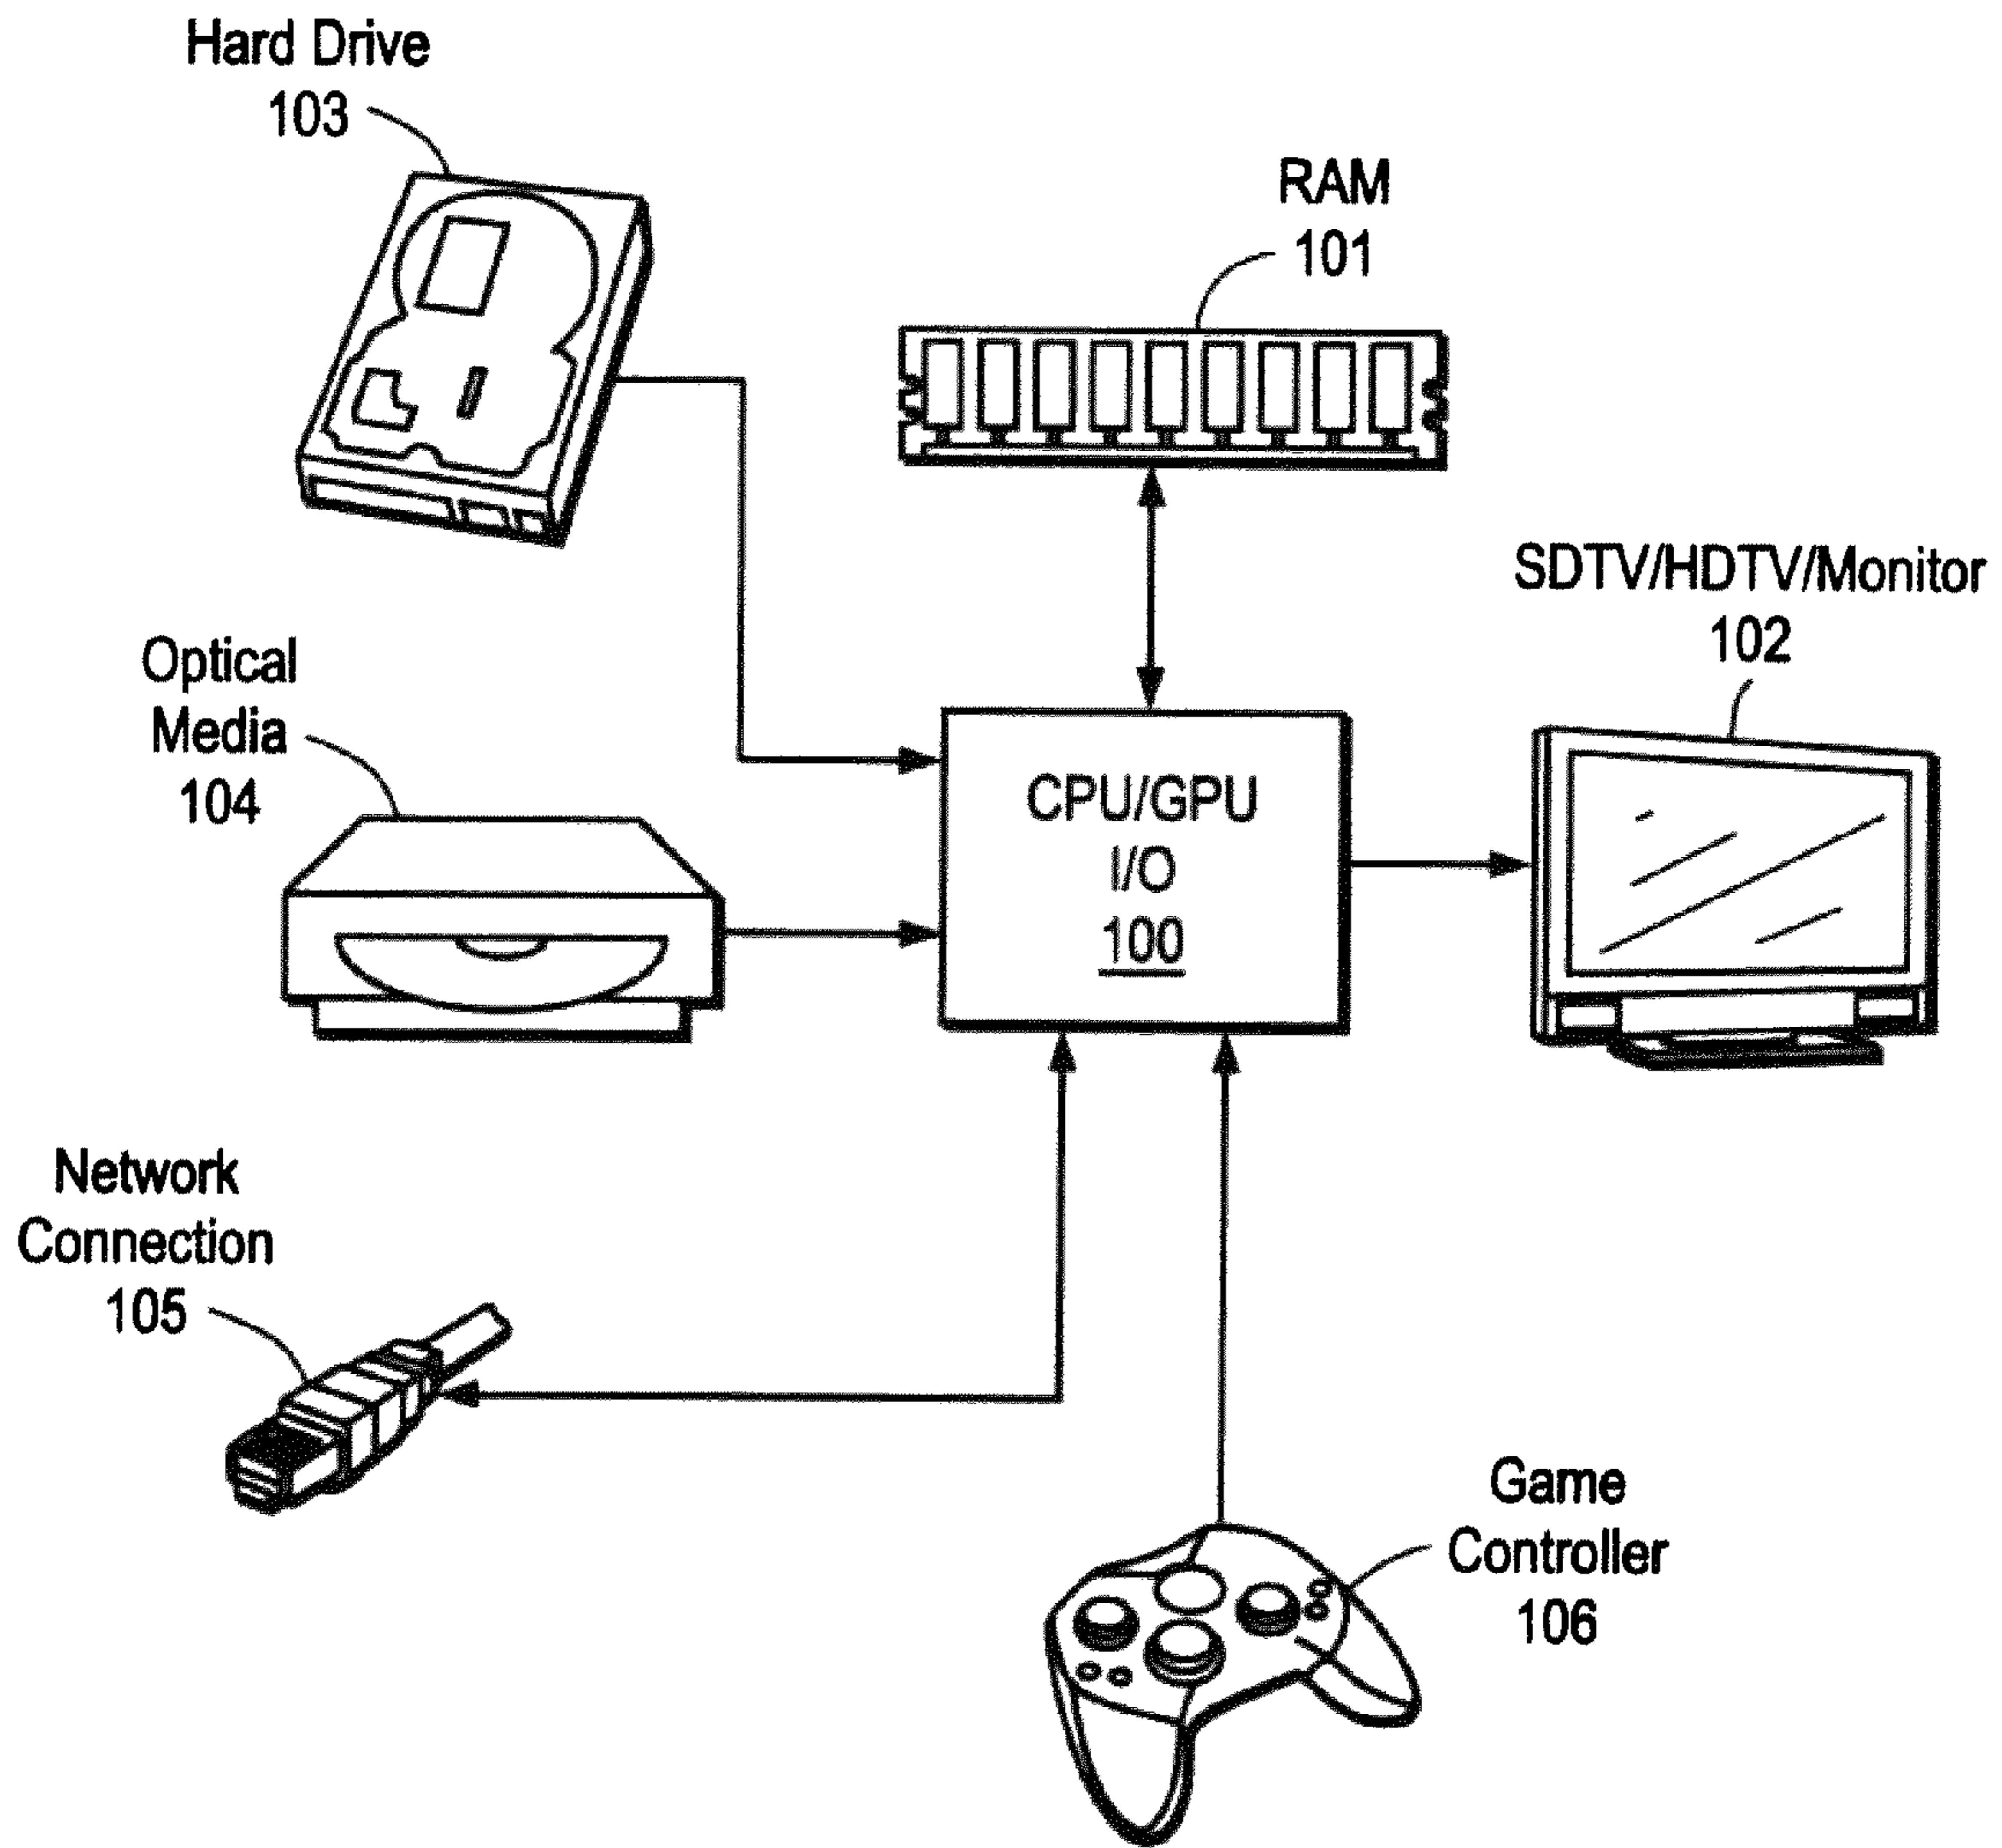 Hard Drive
103
RAM
101
SDTV/HDTV/Monitor
102
Optical
Media
104
CPU/GPU
I/O
100
Network
Connection
105
Game
Controller
106